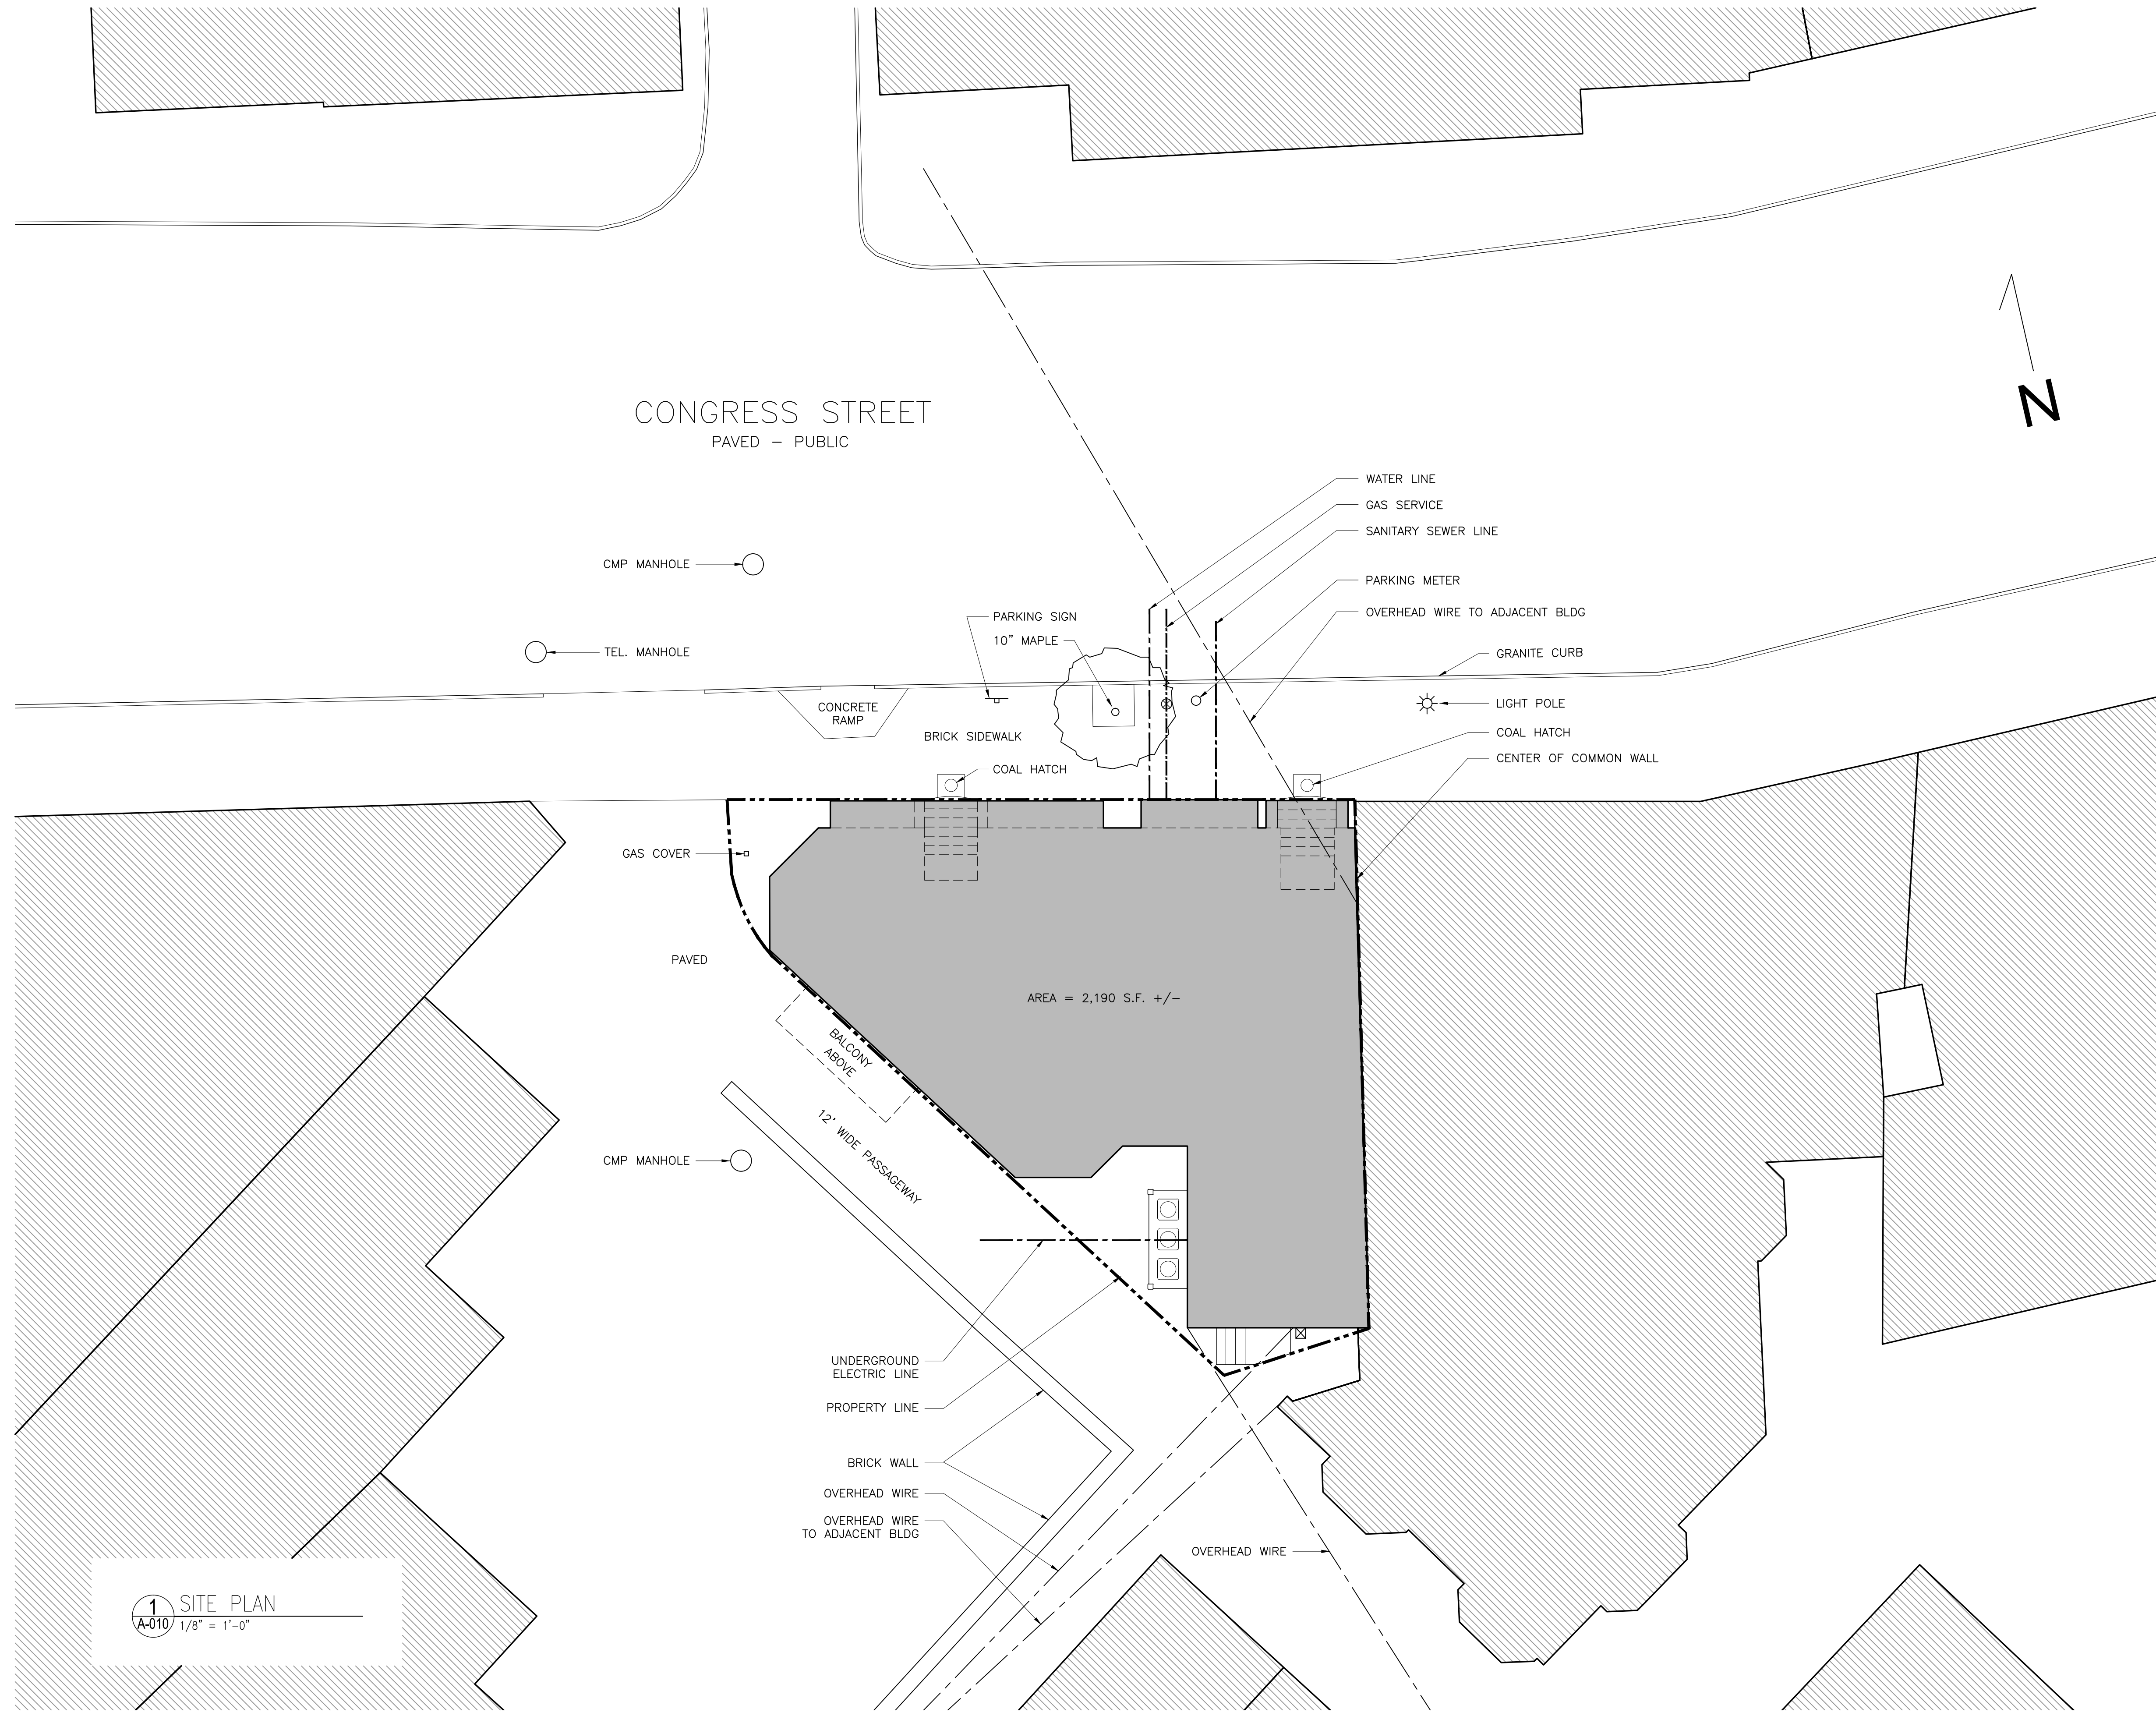 N
CONGRESS STREET
PAVED - PUBLIC
WATER LINE
GAS SERVICE
SANITARY SEWER LINE
CMP MANHOLE
PARKING METER
PARKING SIGN
OVERHEAD WIRE TO ADJACENT BLDG
10" MAPLE
TEL. MANHOLE
GRANITE CURB
CONCRETE
RAMP
LIGHT POLE
BRICK SIDEWALK
COAL HATCH
CENTER OF COMMON WALL
COAL HATCH
GAS COVER
PAVED
AREA = 2,190 S.F. +/-
BALCONY
ABOVE
12' WIDE PASSAGEWAY
CMP MANHOLE
UNDERGROUND
ELECTRIC LINE
PROPERTY LINE
BRICK WALL
OVERHEAD WIRE
OVERHEAD WIRE
TO ADJACENT BLDG
OVERHEAD WIRE
1
A-010
SITE PLAN
1/8" = 1'-0"